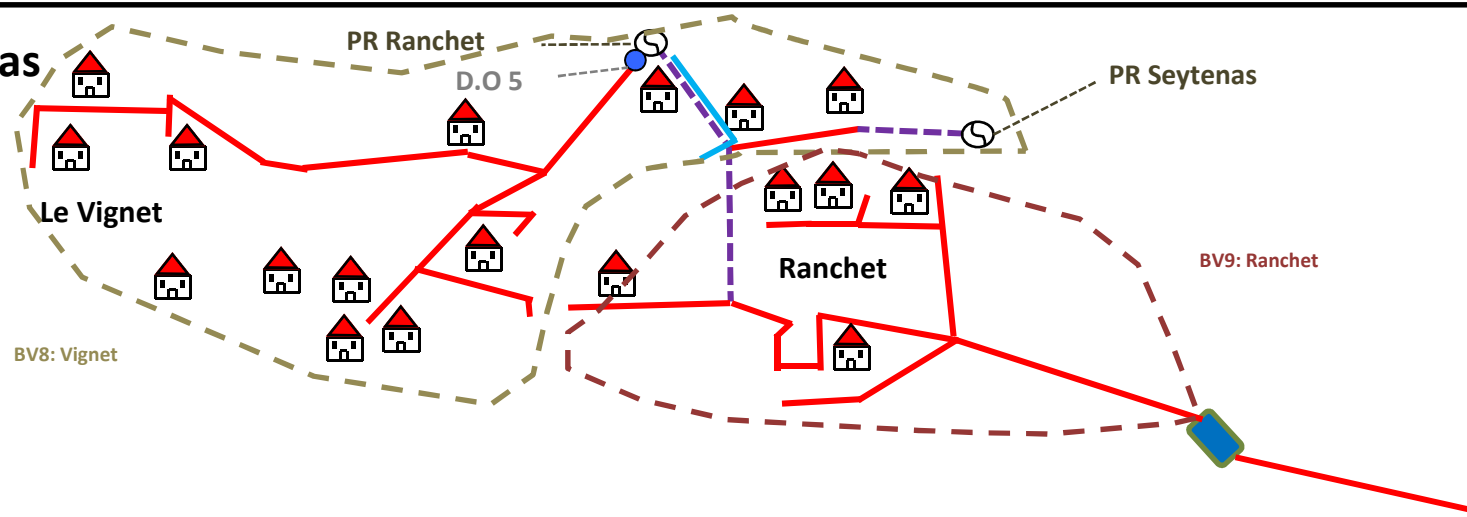 PR Ranchet
as
D.O 5
PR Seytenas
Le Vignet
Ranchet
BV9: Ranchet
BV8: Vignet